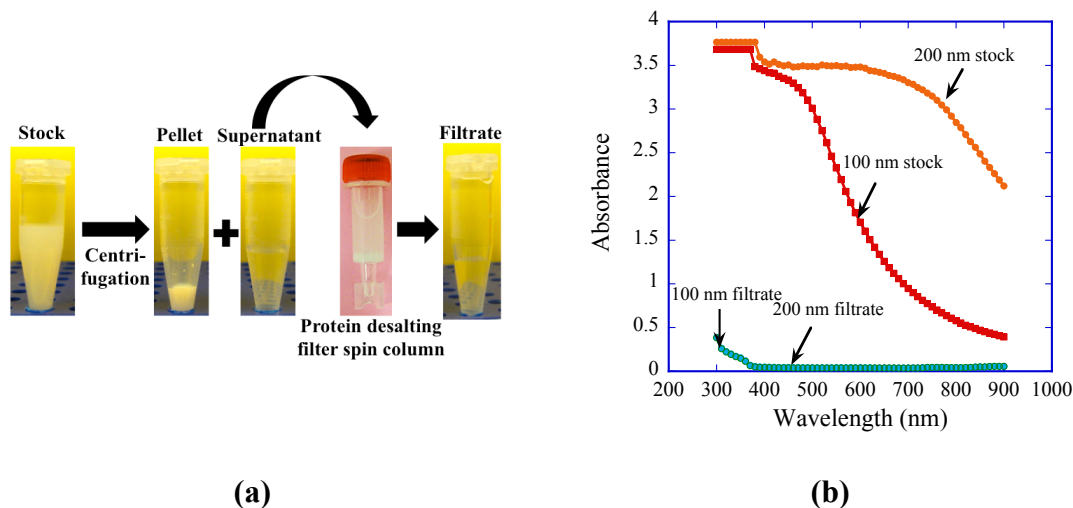 Stock
Pellet
Supernatant
Filtrate
Centri-
fugation
Protein desalting
filter spin column
(a)
4
3.5
3
2.5
2
1.5
1
0.5
0
Absorbance
200 nm stock
100 nm stock
100 nm filtrate
200 nm filtrate
200 300 400 500 600 700 800 900 1000
Wavelength (nm)
(b)